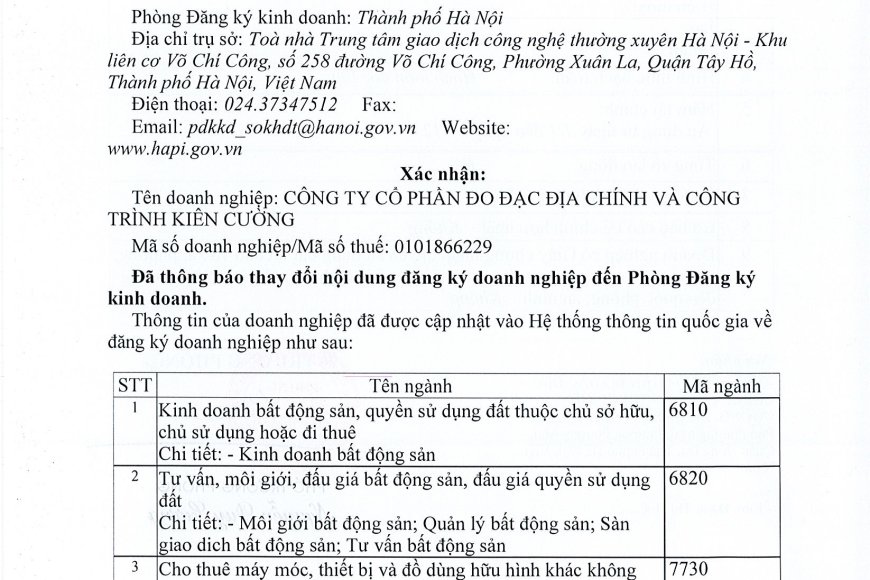 Phòng Đăng ký kinh doanh: Thành phố Hà Nội
Địa chỉ trụ sở: Toà nhà Trung tâm giao dịch công nghệ thường xuyên Hà Nội - Khu
liên cơ Võ Chí Công, số 258 đường Võ Chí Công, Phường Xuân La, Quận Tây Hồ,
Thành phố Hà Nội, Việt Nam
Điện thoại: 024.37347512 Fax:
Email: pdkkd_sokhdt@hanoi.gov.vn Website:
www.hapi.gov.vn
Xác nhận:
Tên doanh nghiệp: CÔNG TY CỔ PHẦN ĐO ĐẠC ĐỊA CHÍNH VÀ CÔNG
TRÌNH KIÊN CƯỜNG
Mã số doanh nghiệp/Mã số thuế: 0101866229
Đã thông báo thay đổi nội dung đăng ký doanh nghiệp đến Phòng Đăng ký
kinh doanh.
Thông tin của doanh nghiệp đã được cập nhật vào Hệ thống thông tin quốc gia về
đăng ký doanh nghiệp như sau:
STT Tên ngành Mã ngành
1 Kinh doanh bất động sản, quyền sử dụng đất thuộc chủ sở hữu, 6810
chủ sử dụng hoặc đi thuê
Chi tiết: - Kinh doanh bất động sản
2 Tư vấn, môi giới, đấu giá bất động sản, đấu giá quyền sử dụng 6820
đất
Chi tiết: - Môi giới bất động sản; Quản lý bất động sản; Sàn
giao dich bất động sản; Tư vấn bất động sản
3 Cho thuê máy móc, thiết bị và đồ dùng hữu hình khác không 7730